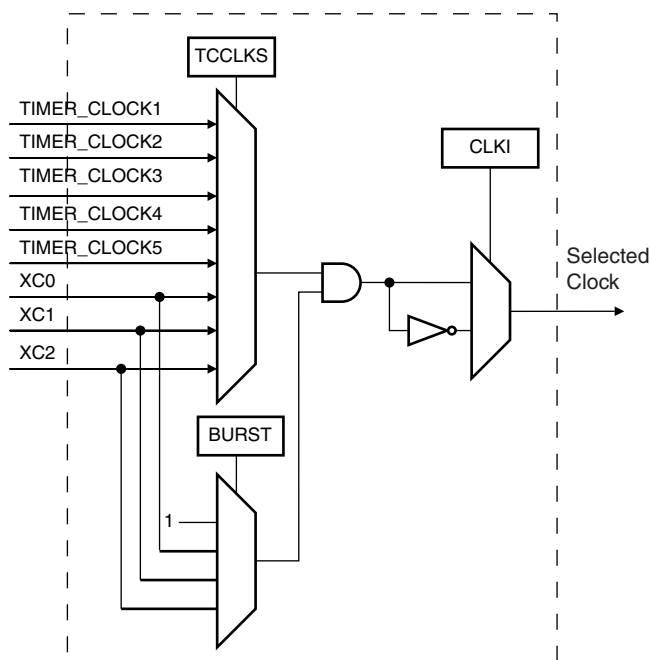 TCCLKS
TIMER_CLOCK1
TIMER_CLOCK2
TIMER_CLOCK3
TIMER_CLOCK4
TIMER_CLOCK5
XC0
XC1
XC2
CLKI
Selected
Clock
BURST
1